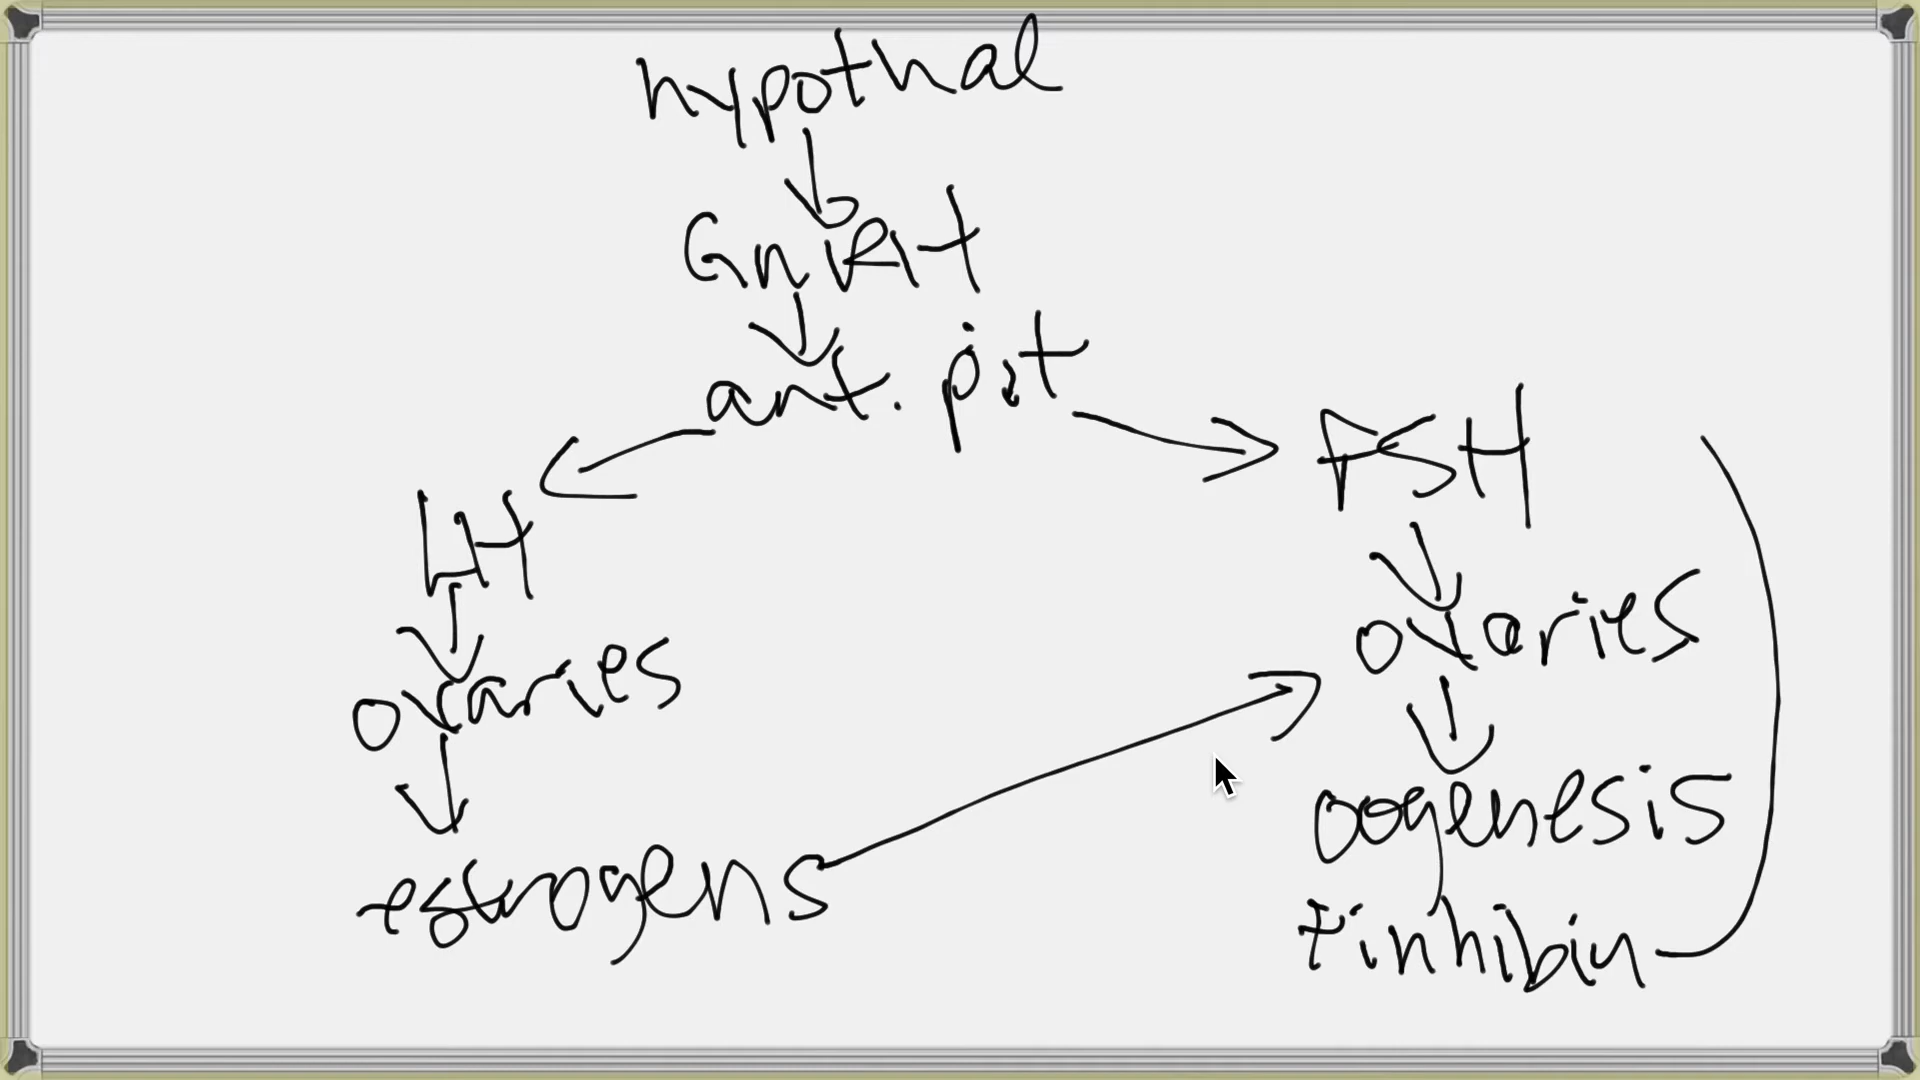 hypothal
GnRH
ant. pit
LH
ovaries
estrogens
FSH
ovaries
oogenesis
+ inhibin